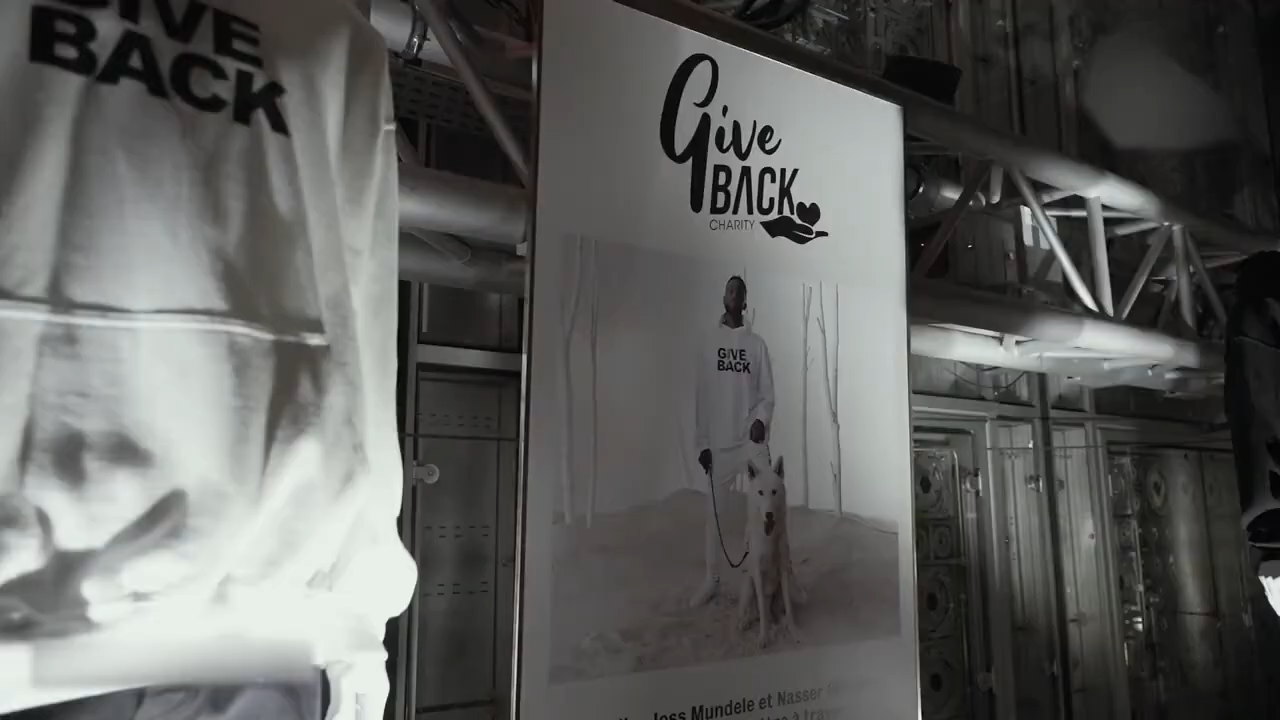 GIVE
BACK
Give
BACK
CHARITY
GIVE
BACK
Joss Mundele et Nasser
à